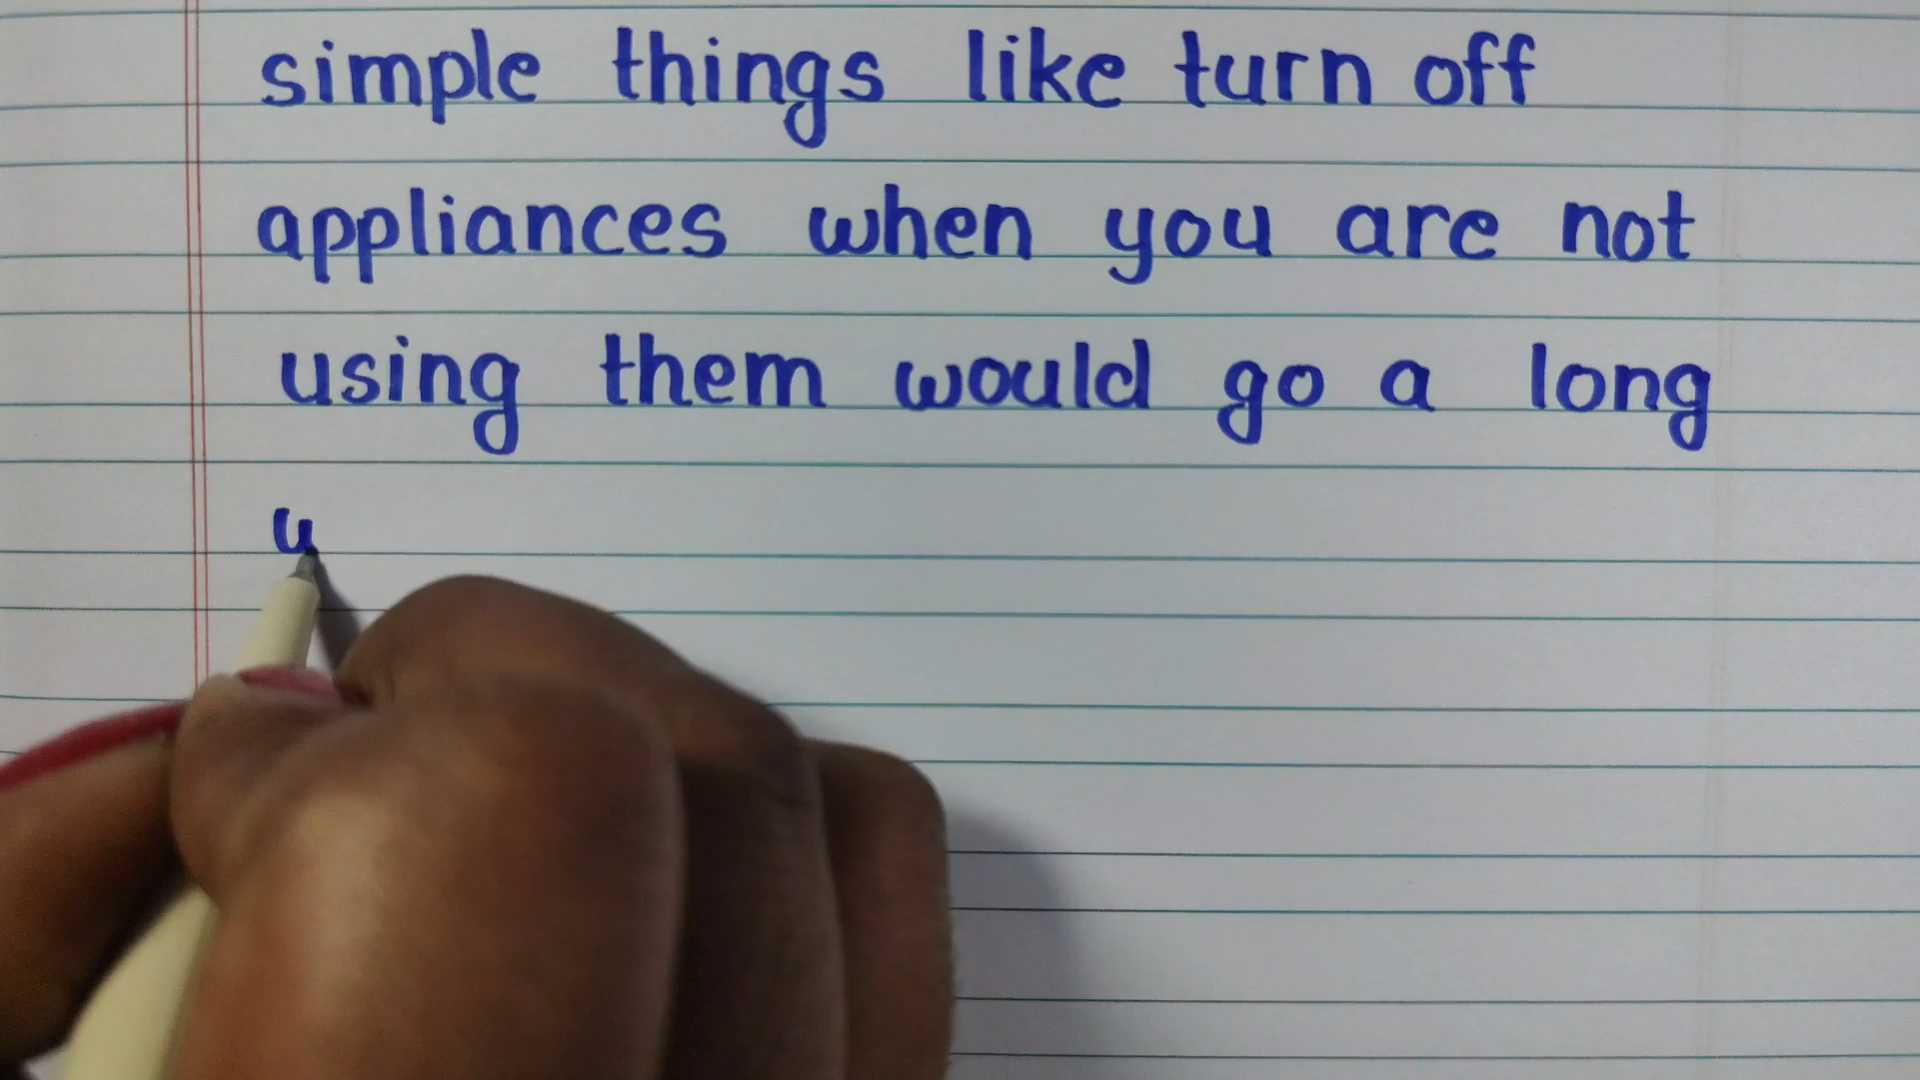 simple things like turn off
appliances when you are not
using them would go a long